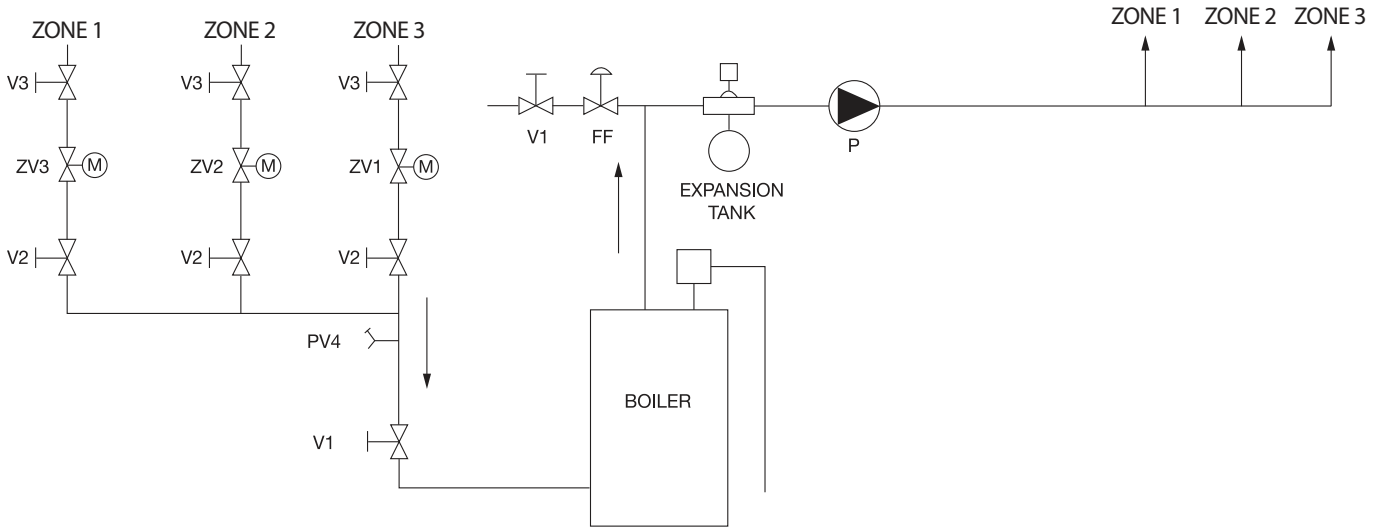 ZONE 1 ZONE 2 ZONE 3 ZONE 1 ZONE 2 ZONE 3
V3 V3 V3
V1 FF P
ZV3 M ZV2 M ZV1 M
EXPANSION
TANK
V2 V2 V2
PV4
BOILER
V1